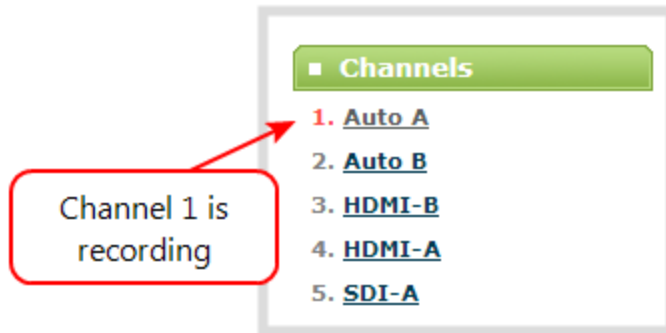 Channels
1. Auto A
2. Auto B
3. HDMI-B
4. HDMI-A
5. SDI-A
Channel 1 is
recording